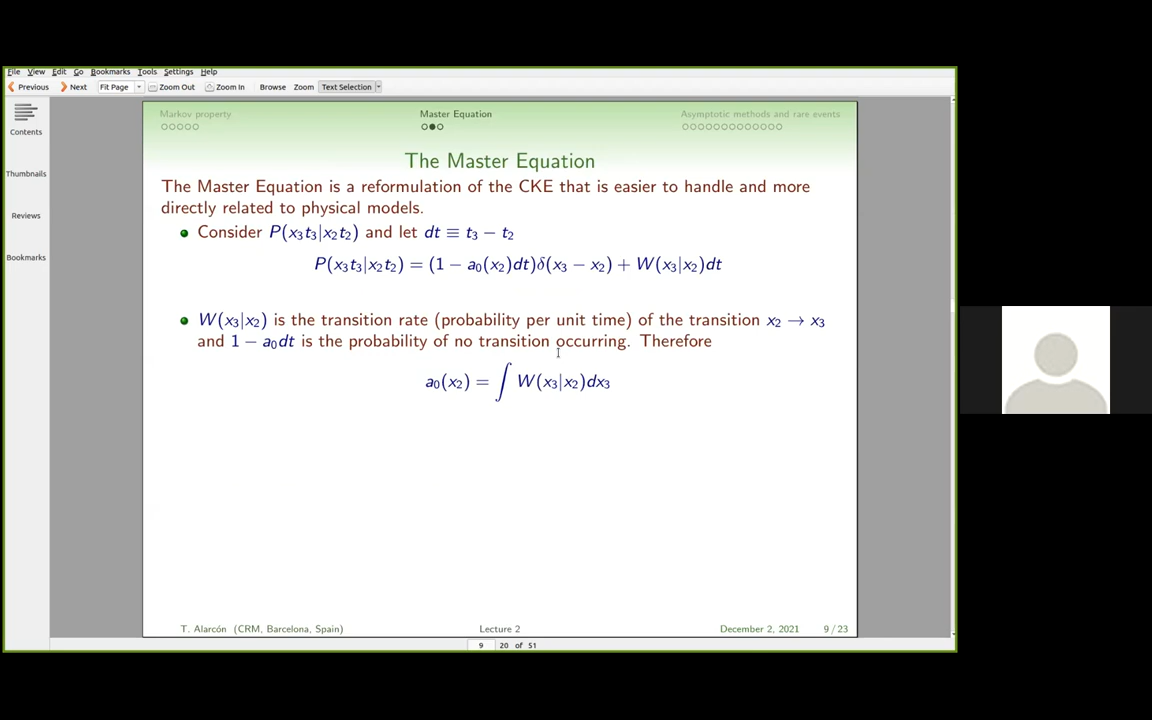 File View Edit Go Bookmarks Tools Settings Help
Previous Next Fit Page Zoom Out Zoom In Browse Zoom Text Selection
Contents
Thumbnails
Reviews
Bookmarks
Markov property Master Equation Asymptotic methods and rare events
The Master Equation
The Master Equation is a reformulation of the CKE that is easier to handle and more
directly related to physical models.
Consider P(x₃t₃|x₂t₂) and let dt ≡ t₃ − t₂
P(x₃t₃|x₂t₂) = (1 − a₀(x₂)dt)δ(x₃ − x₂) + W(x₃|x₂)dt
W(x₃|x₂) is the transition rate (probability per unit time) of the transition x₂ → x₃
and 1 − a₀dt is the probability of no transition occurring. Therefore
a₀(x₂) = ∫ W(x₃|x₂)dx₃
T. Alarcón (CRM, Barcelona, Spain) Lecture 2 December 2, 2021 9 / 23
9 20 of 51